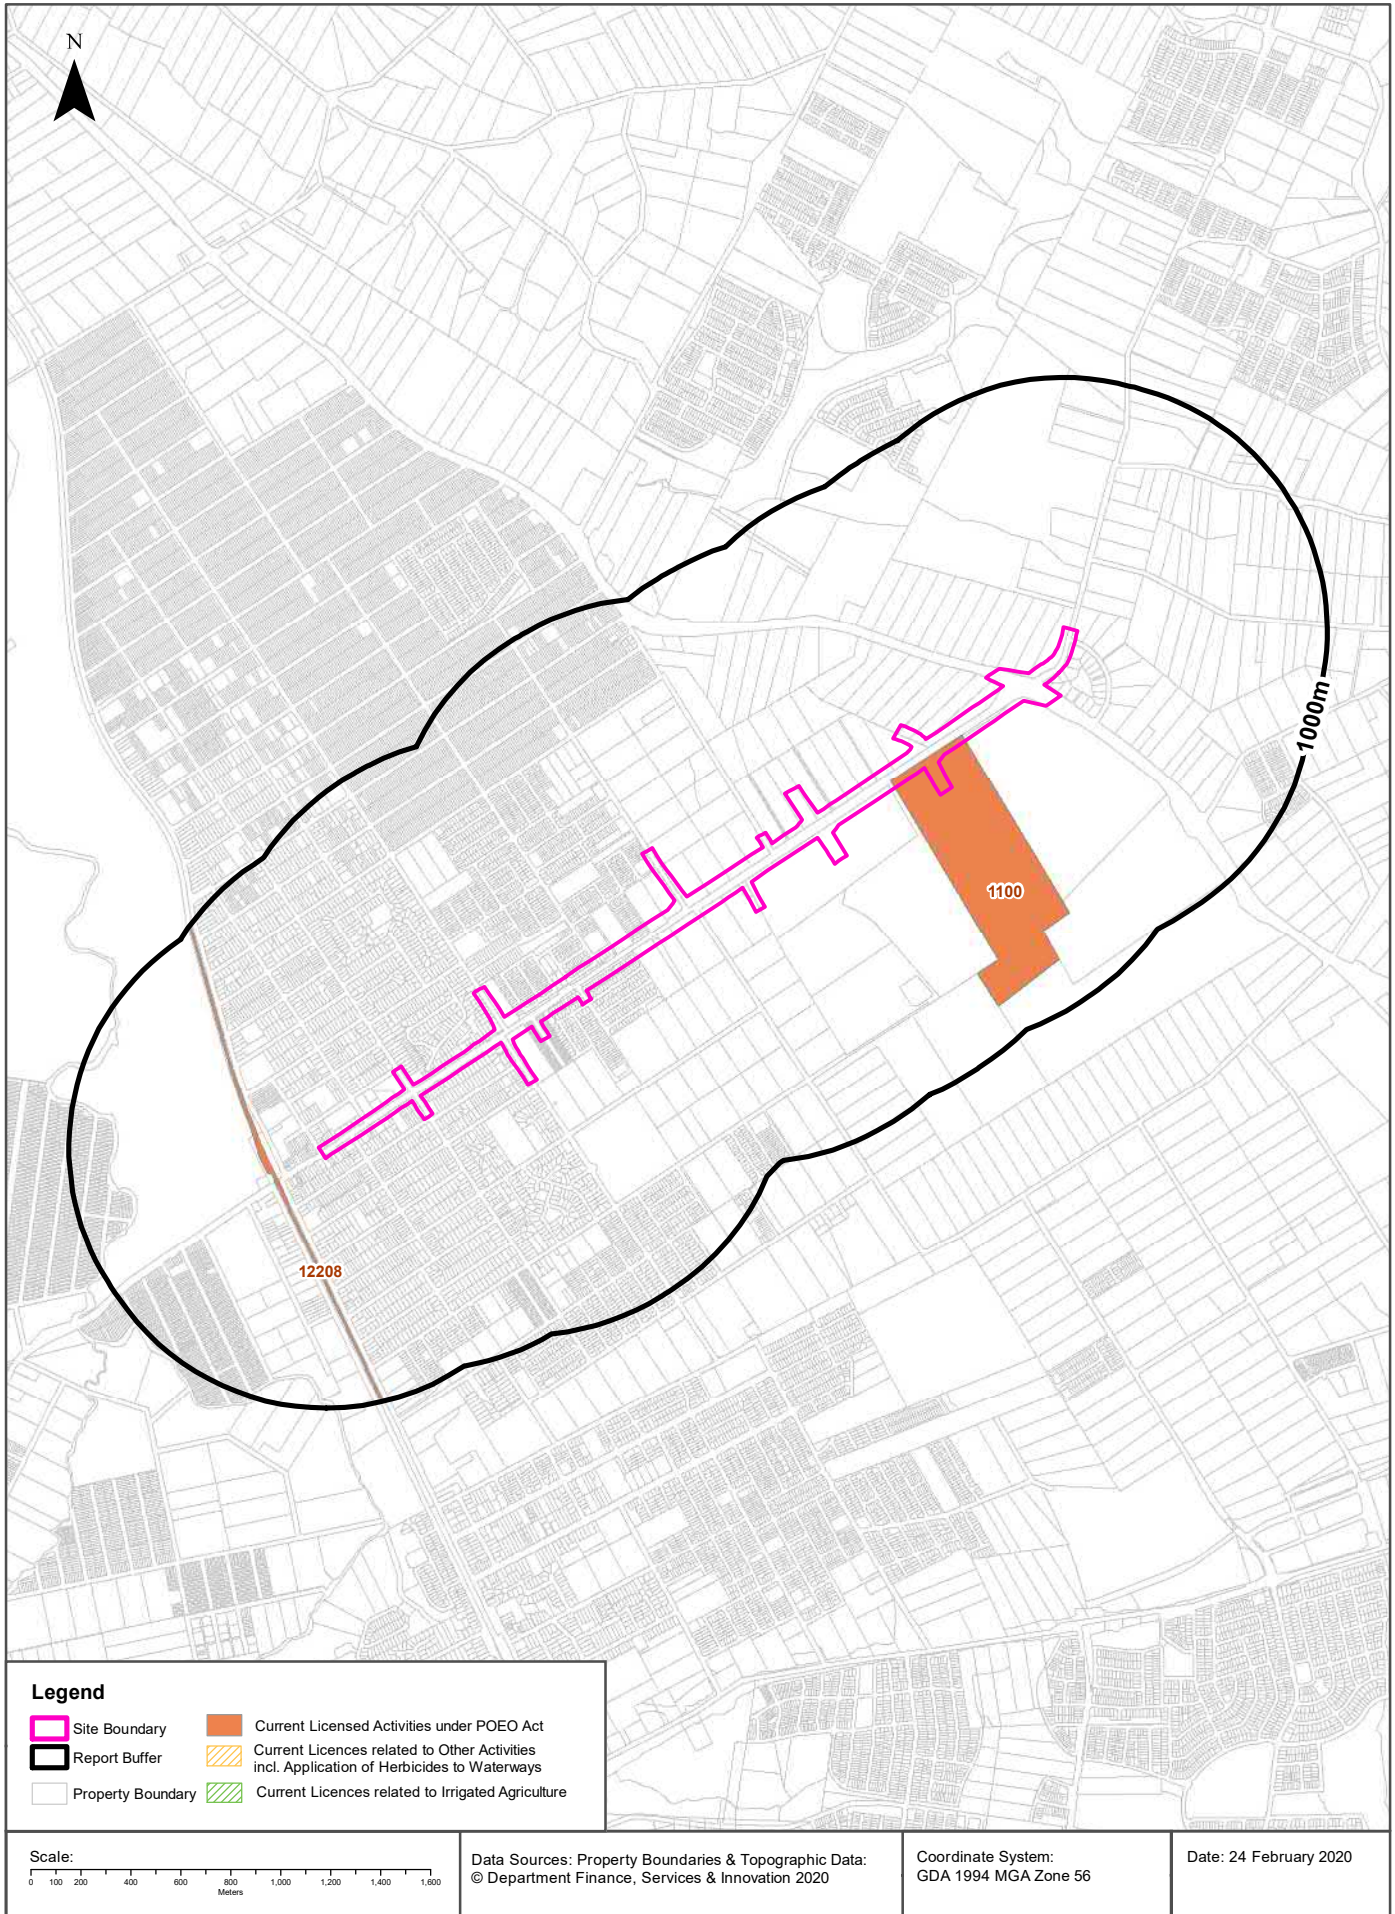 N
1000m
1100
12208
Legend
Site Boundary
Report Buffer
Property Boundary
Current Licensed Activities under POEO Act
Current Licences related to Other Activities
incl. Application of Herbicides to Waterways
Current Licences related to Irrigated Agriculture
Scale:
0 100 200 400 600 800 1,000 1,200 1,400 1,600
Meters
Data Sources: Property Boundaries & Topographic Data:
© Department Finance, Services & Innovation 2020
Coordinate System:
GDA 1994 MGA Zone 56
Date: 24 February 2020